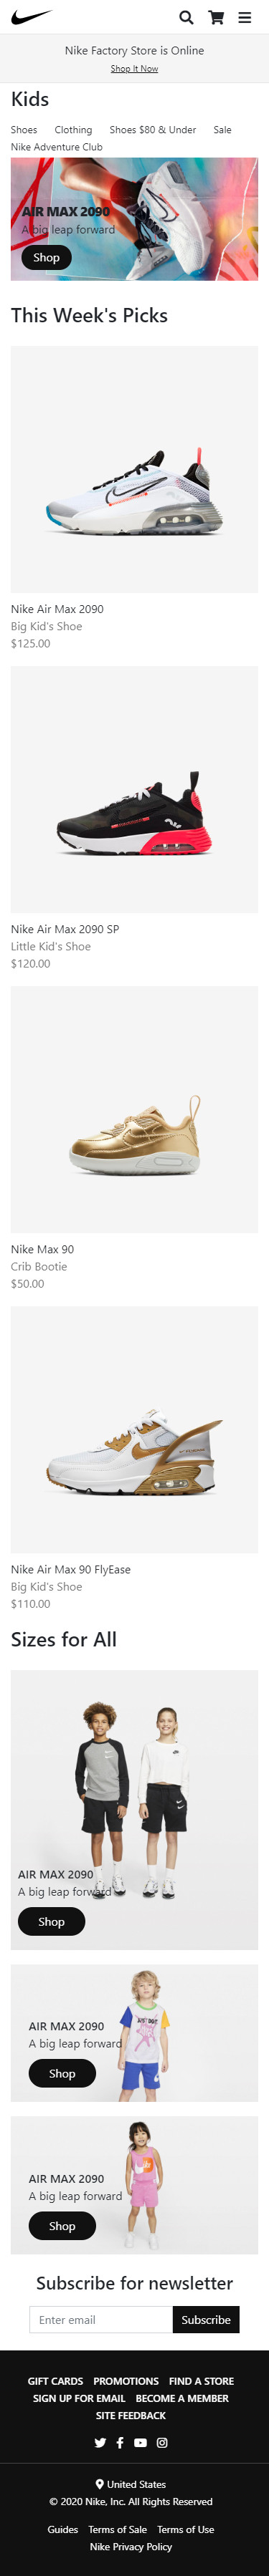 Nike Factory Store is Online
Shop It Now
Kids
Shoes Clothing Shoes $80 & Under Sale
Nike Adventure Club
AIR MAX 2090
A big leap forward
Shop
This Week's Picks
Nike Air Max 2090
Big Kid's Shoe
$125.00
Nike Air Max 2090 SP
Little Kid's Shoe
$120.00
Nike Max 90
Crib Bootie
$50.00
Nike Air Max 90 FlyEase
Big Kid's Shoe
$110.00
Sizes for All
AIR MAX 2090
A big leap forward
Shop
AIR MAX 2090
A big leap forward
Shop
AIR MAX 2090
A big leap forward
Shop
Subscribe for newsletter
Enter email Subscribe
GIFT CARDS PROMOTIONS FIND A STORE
SIGN UP FOR EMAIL BECOME A MEMBER
SITE FEEDBACK
United States
© 2020 Nike, Inc. All Rights Reserved
Guides Terms of Sale Terms of Use
Nike Privacy Policy